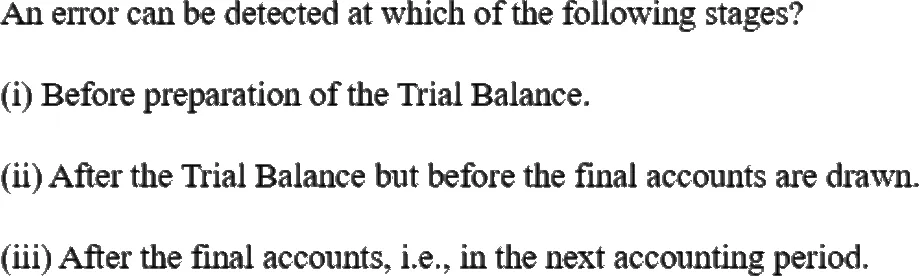 An error can be detected at which of the following stages?
(i) Before preparation of the Trial Balance.
(ii) After the Trial Balance but before the final accounts are drawn.
(iii) After the final accounts, i.e., in the next accounting period.